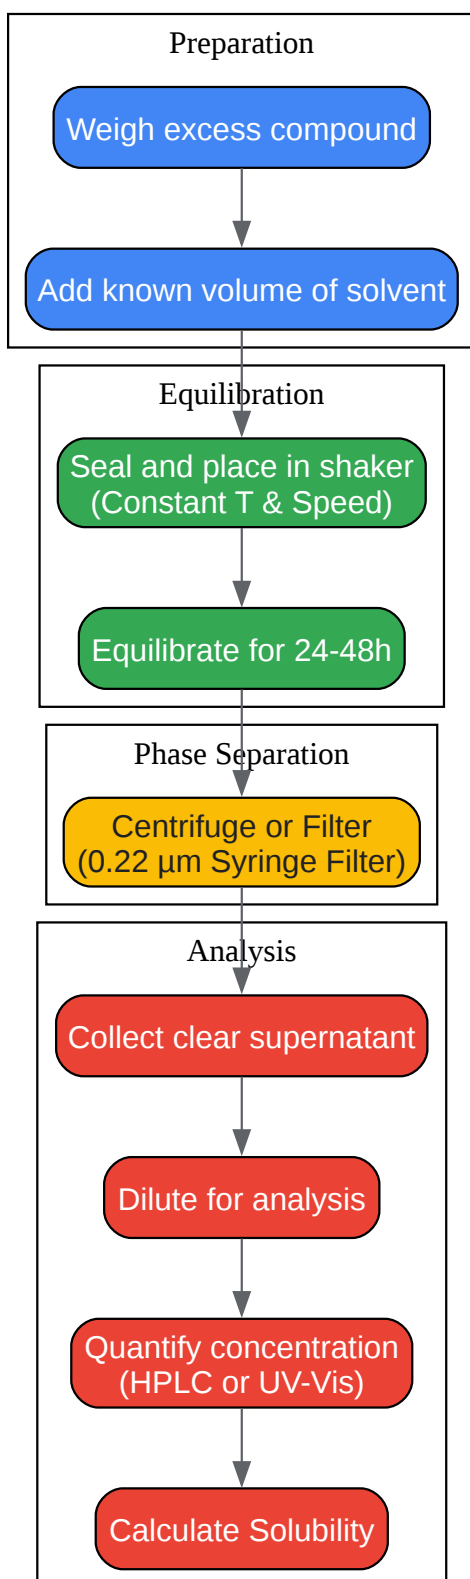 Preparation
Weigh excess compound
Add known volume of solvent
Equilibration
Seal and place in shaker
(Constant T & Speed)
Equilibrate for 24-48h
Phase Separation
Centrifuge or Filter
(0.22 µm Syringe Filter)
Analysis
Collect clear supernatant
Dilute for analysis
Quantify concentration
(HPLC or UV-Vis)
Calculate Solubility